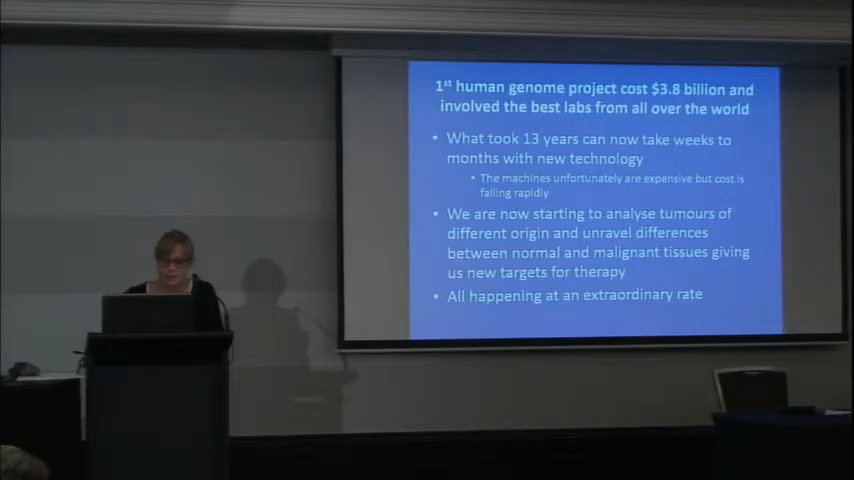 1st human genome project cost $3.8 billion and
involved the best labs from all over the world
• What took 13 years can now take weeks to
months with new technology
• The machines unfortunately are expensive but cost is
falling rapidly
• We are now starting to analyse tumours of
different origin and unravel differences
between normal and malignant tissues giving
us new targets for therapy
• All happening at an extraordinary rate